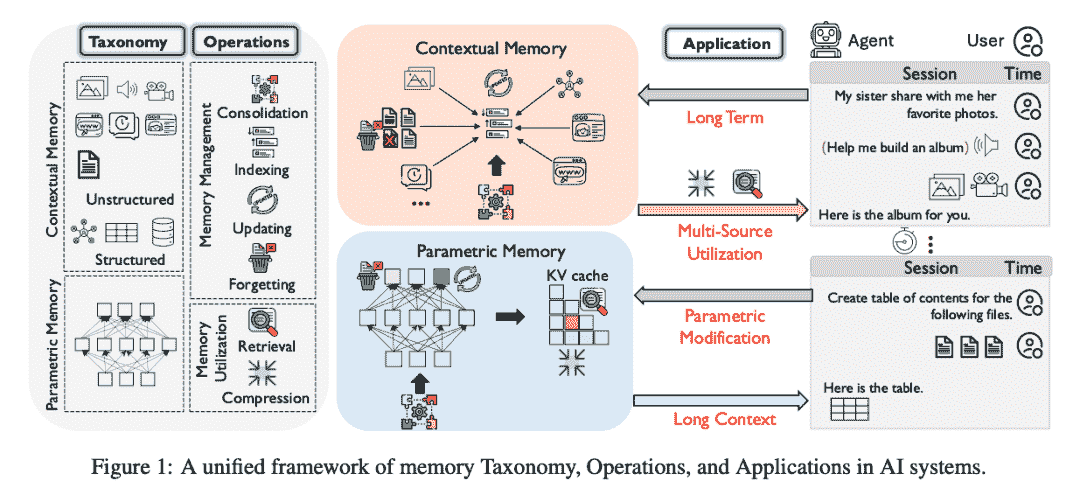 Taxonomy
Operations
Contextual Memory
Unstructured
Structured
Parametric Memory
Memory Management
Consolidation
Indexing
Updating
Forgetting
Memory
Utilization
Retrieval
Compression
Contextual Memory
www
Parametric Memory
KV cache
Application
Long Term
Multi-Source
Utilization
Parametric
Modification
Long Context
Agent
User
Session Time
My sister share with me her
favorite photos.
(Help me build an album)
Here is the album for you.
Session Time
Create table of contents for the
following files.
Here is the table.
Figure 1: A unified framework of memory Taxonomy, Operations, and Applications in AI systems.